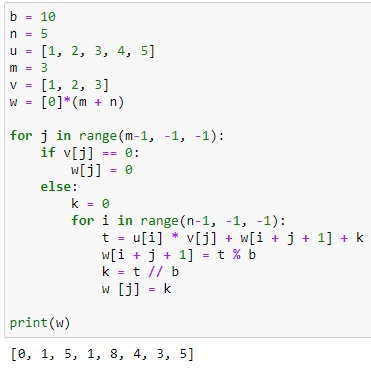 b = 10
n = 5
u = [1, 2, 3, 4, 5]
m = 3
v = [1, 2, 3]
w = [0]*(m + n)

for j in range(m-1, -1, -1):
    if v[j] == 0:
        w[j] = 0
    else:
        k = 0
        for i in range(n-1, -1, -1):
            t = u[i] * v[j] + w[i + j + 1] + k
            w[i + j + 1] = t % b
            k = t // b
            w [j] = k

print(w)

[0, 1, 5, 1, 8, 4, 3, 5]